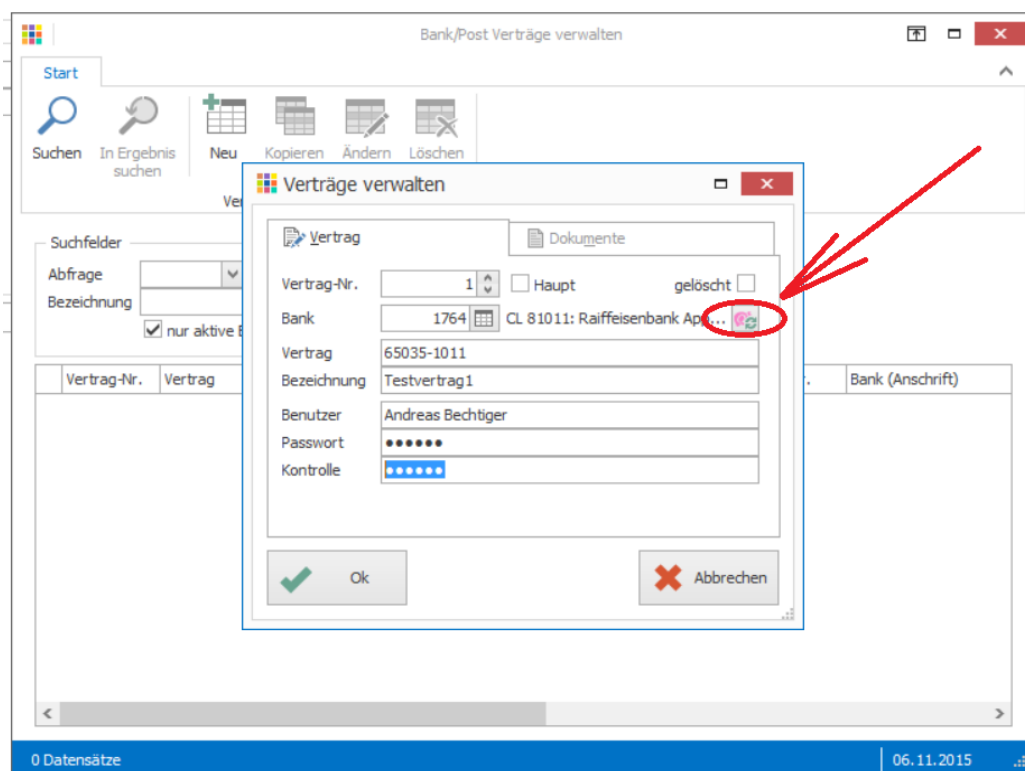 Bank/Post Verträge verwalten
Start
Suchen
In Ergebnis suchen
Neu
Kopieren
Ändern
Löschen
Suchfelder
Abfrage
Bezeichnung
nur aktive
Vertrag-Nr. Vertrag Bank (Anschrift)
Verträge verwalten
Vertrag Dokumente
Vertrag-Nr. 1 Haupt gelöscht
Bank 1764 CL 81011: Raiffeisenbank App...
Vertrag 65035-1011
Bezeichnung Testvertrag1
Benutzer Andreas Bechtiger
Passwort ●●●●●●
Kontrolle ●●●●●●
Ok Abbrechen
0 Datensätze 06.11.2015